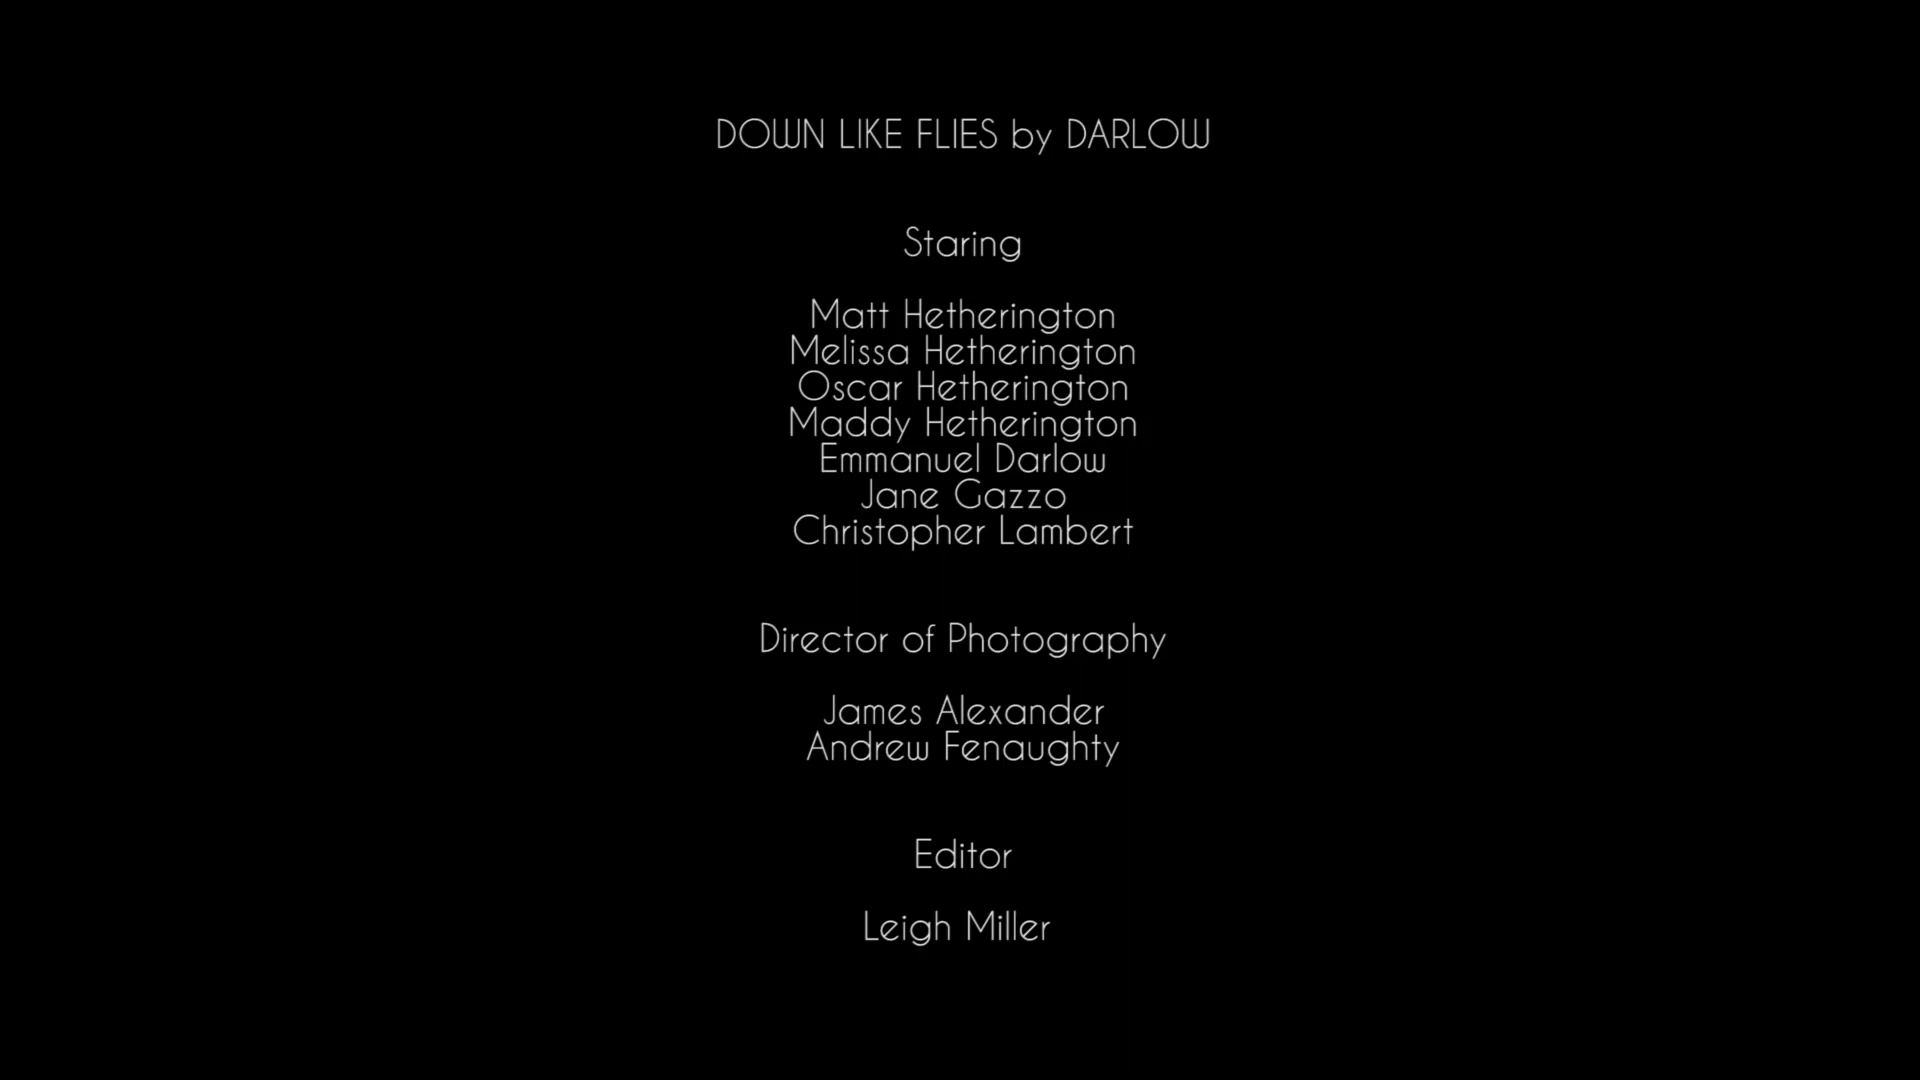 DOWN LIKE FLIES by DARLOW
Staring
Matt Hetherington
Melissa Hetherington
Oscar Hetherington
Maddy Hetherington
Emmanuel Darlow
Jane Gazzo
Christopher Lambert
Director of Photography
James Alexander
Andrew Fenaughty
Editor
Leigh Miller